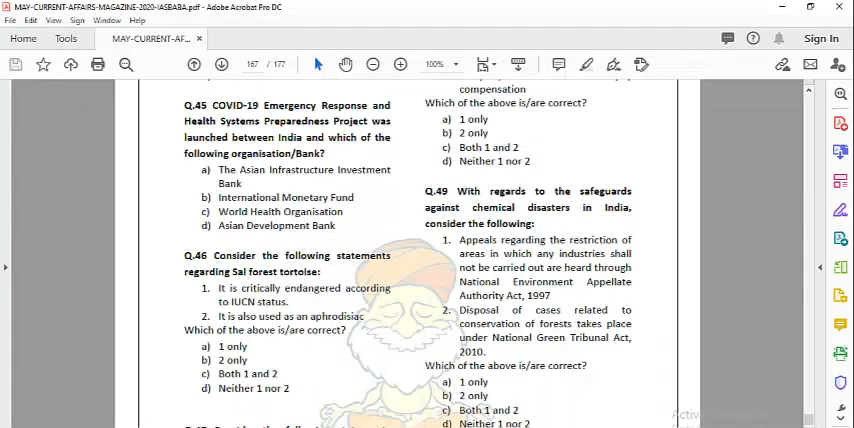 MAY-CURRENT-AFFAIRS-MAGAZINE-2020-IASBABA.pdf - Adobe Acrobat Pro DC
File Edit View Sign Window Help
Home Tools MAY-CURRENT-AF... × Sign In
167 / 177 100%
Q.45 COVID-19 Emergency Response and
Health Systems Preparedness Project was
launched between India and which of the
following organisation/Bank?
a) The Asian Infrastructure Investment
Bank
b) International Monetary Fund
c) World Health Organisation
d) Asian Development Bank
Q.46 Consider the following statements
regarding Sal forest tortoise:
1. It is critically endangered according
to IUCN status.
2. It is also used as an aphrodisiac
Which of the above is/are correct?
a) 1 only
b) 2 only
c) Both 1 and 2
d) Neither 1 nor 2
compensation
Which of the above is/are correct?
a) 1 only
b) 2 only
c) Both 1 and 2
d) Neither 1 nor 2
Q.49 With regards to the safeguards
against chemical disasters in India,
consider the following:
1. Appeals regarding the restriction of
areas in which any industries shall
not be carried out are heard through
National Environment Appellate
Authority Act, 1997
2. Disposal of cases related to
conservation of forests takes place
under National Green Tribunal Act,
2010.
Which of the above is/are correct?
a) 1 only
b) 2 only
c) Both 1 and 2
d) Neither 1 nor 2